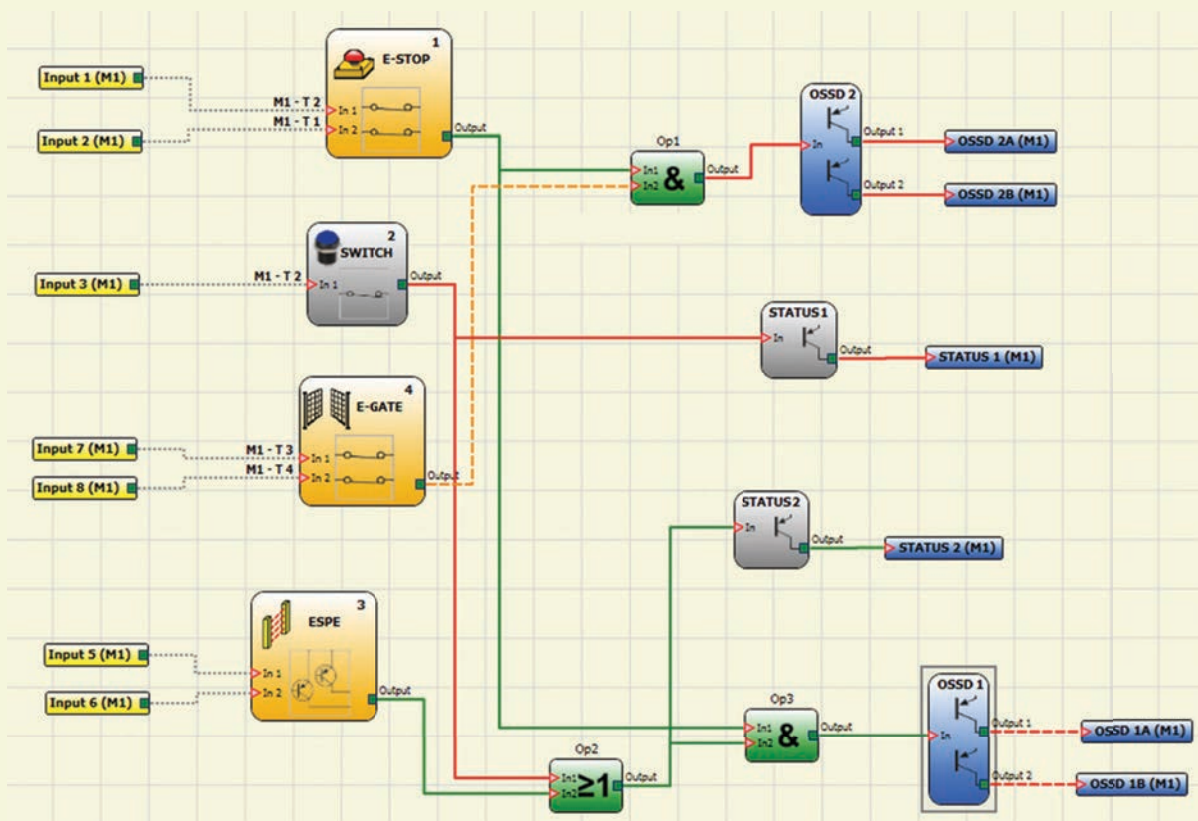 1
E-STOP
Input 1 (M1)
M1 - T 2
In 1
Input 2 (M1)
M1 - T 1
In 2
Output
Op1
In1
In2
&
Output
OSSD 2
In
Output 1
OSSD 2A (M1)
Output 2
OSSD 2B (M1)
2
SWITCH
Input 3 (M1)
M1 - T 2
In 1
Output
STATUS1
In
Output
STATUS 1 (M1)
4
E-GATE
Input 7 (M1)
M1 - T 3
In 1
Input 8 (M1)
M1 - T 4
In 2
Output
STATUS2
In
Output
STATUS 2 (M1)
3
ESPE
Input 5 (M1)
In 1
Input 6 (M1)
In 2
Output
Op2
In1
In2
≥1
Output
Op3
In1
In2
&
Output
OSSD 1
In
Output 1
OSSD 1A (M1)
Output 2
OSSD 1B (M1)